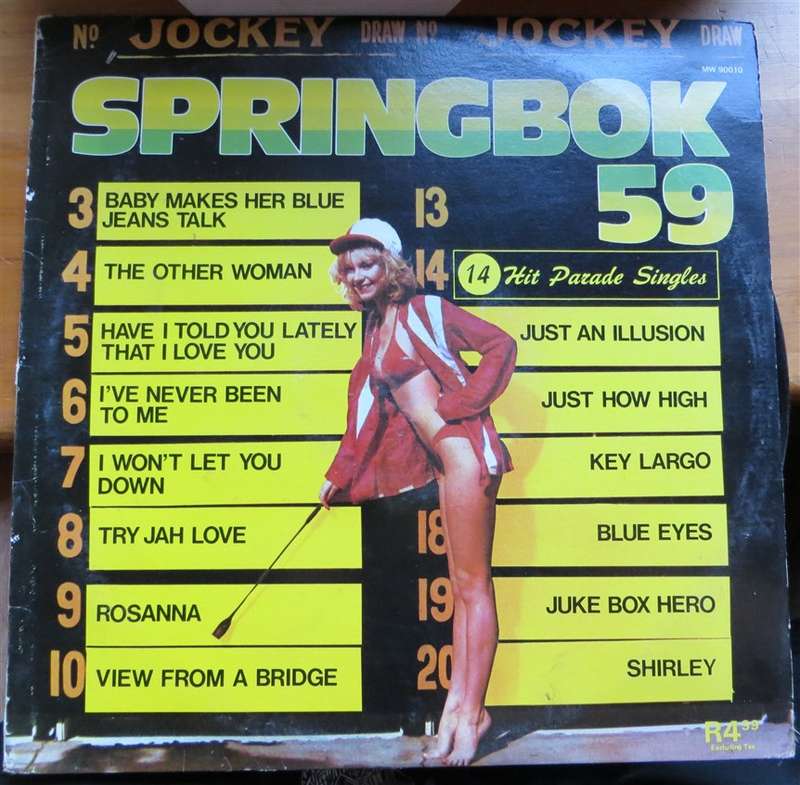 Nº JOCKEY DRAW Nº JOCKEY DRAW
MW 90010
SPRINGBOK
59
3 BABY MAKES HER BLUE
JEANS TALK
4 THE OTHER WOMAN
5 HAVE I TOLD YOU LATELY
THAT I LOVE YOU
6 I'VE NEVER BEEN
TO ME
7 I WON'T LET YOU
DOWN
8 TRY JAH LOVE
9 ROSANNA
10 VIEW FROM A BRIDGE
13
14 14 Hit Parade Singles
JUST AN ILLUSION
JUST HOW HIGH
KEY LARGO
18 BLUE EYES
19 JUKE BOX HERO
20 SHIRLEY
R4³⁹
Excluding Tax